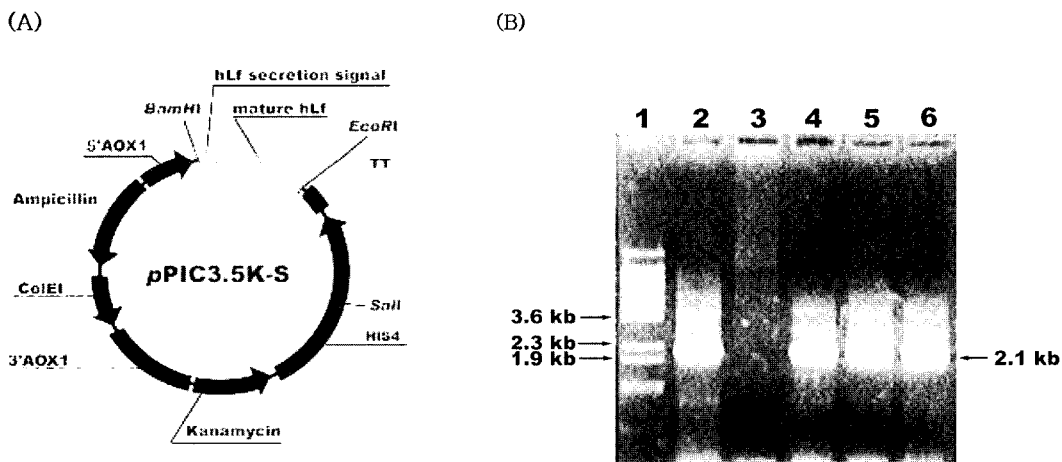 (A)
hLf secretion signal
BamHI
mature hLf
EcoRI
5'AOX1
TT
Ampicillin
pPIC3.5K-S
ColEI
SalI
HIS4
3'AOX1
Kanamycin
(B)
1 2 3 4 5 6
3.6 kb
2.3 kb
1.9 kb
2.1 kb